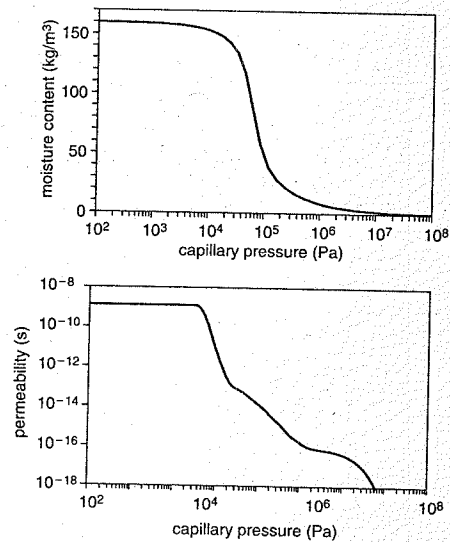 moisture content (kg/m³)
150
100
50
0
10² 10³ 10⁴ 10⁵ 10⁶ 10⁷ 10⁸
capillary pressure (Pa)
permeability (s)
10⁻⁸
10⁻¹⁰
10⁻¹²
10⁻¹⁴
10⁻¹⁶
10⁻¹⁸
10² 10⁴ 10⁶ 10⁸
capillary pressure (Pa)